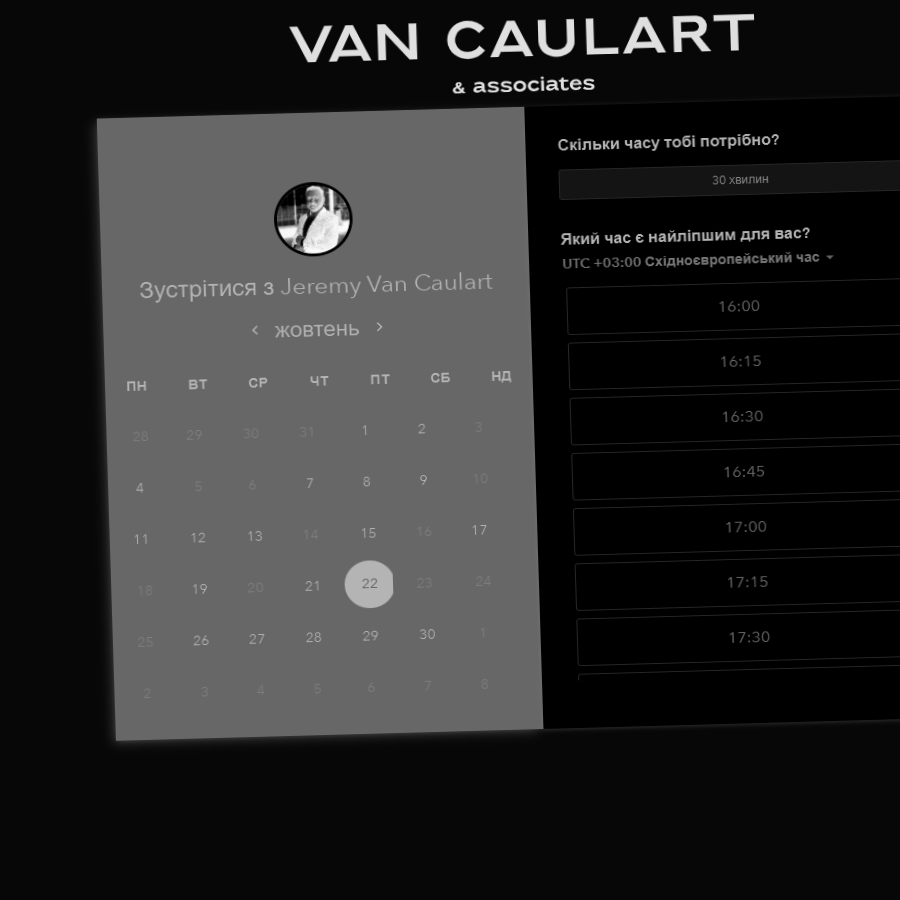 VAN CAULART
& associates
Зустрітися з Jeremy Van Caulart
жовтень
ПН ВТ СР ЧТ ПТ СБ НД
28 29 30 31 1 2 3
4 5 6 7 8 9 10
11 12 13 14 15 16 17
18 19 20 21 22 23 24
25 26 27 28 29 30 1
2 3 4 5 6 7 8
Скільки часу тобі потрібно?
30 хвилин
Який час є найліпшим для вас?
UTC +03:00 Східноєвропейський час
16:00
16:15
16:30
16:45
17:00
17:15
17:30